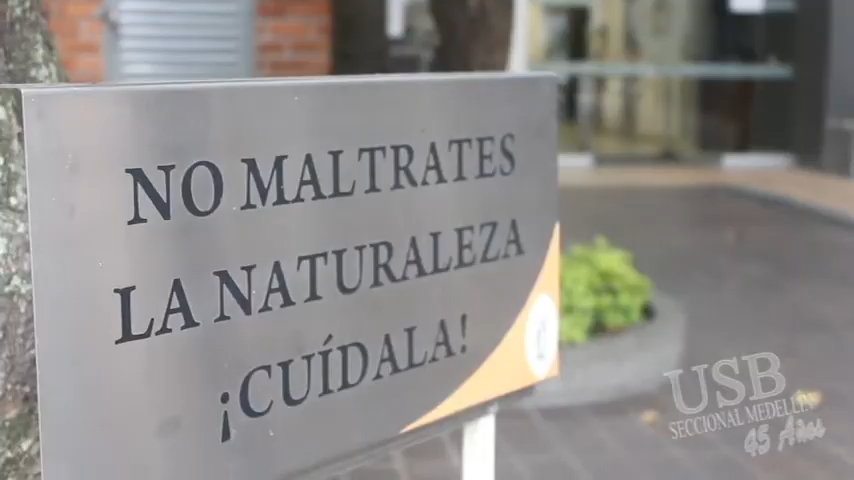 NO MALTRATES
LA NATURALEZA
¡CUÍDALA!
USB
SECCIONAL MEDELLÍN
45 Años